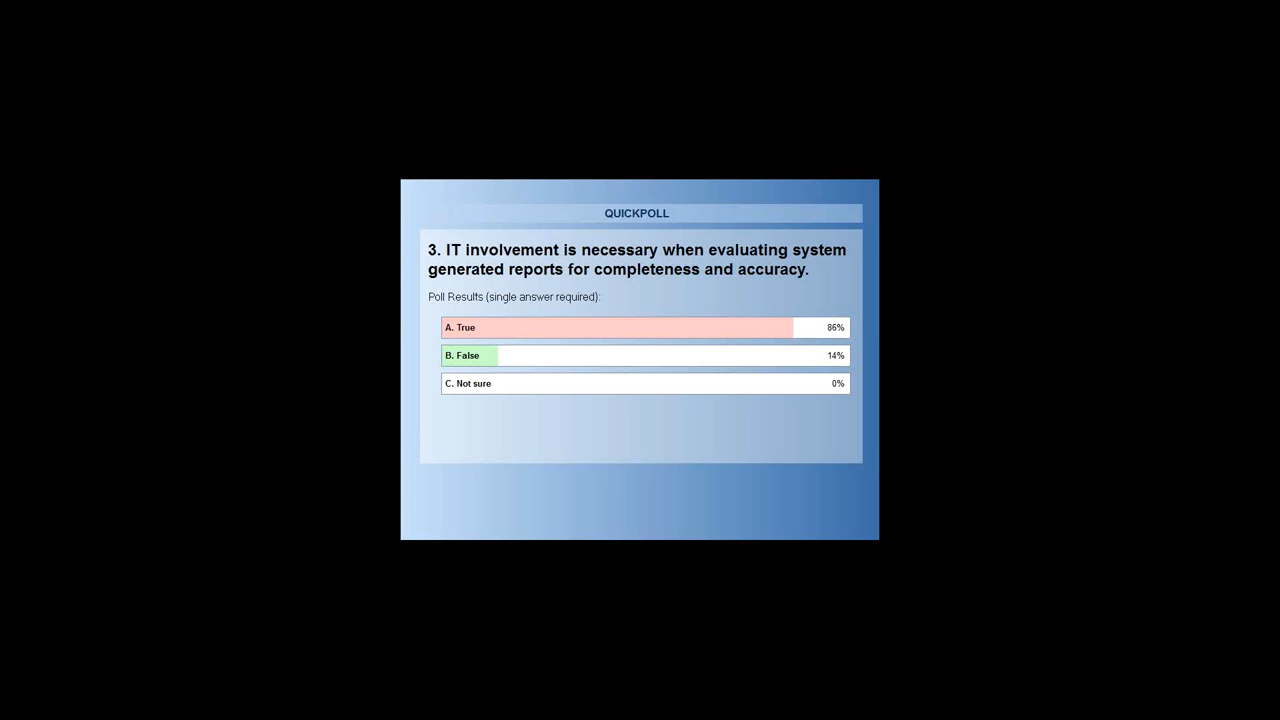 QUICKPOLL
3. IT involvement is necessary when evaluating system
generated reports for completeness and accuracy.
Poll Results (single answer required):
A. True 86%
B. False 14%
C. Not sure 0%